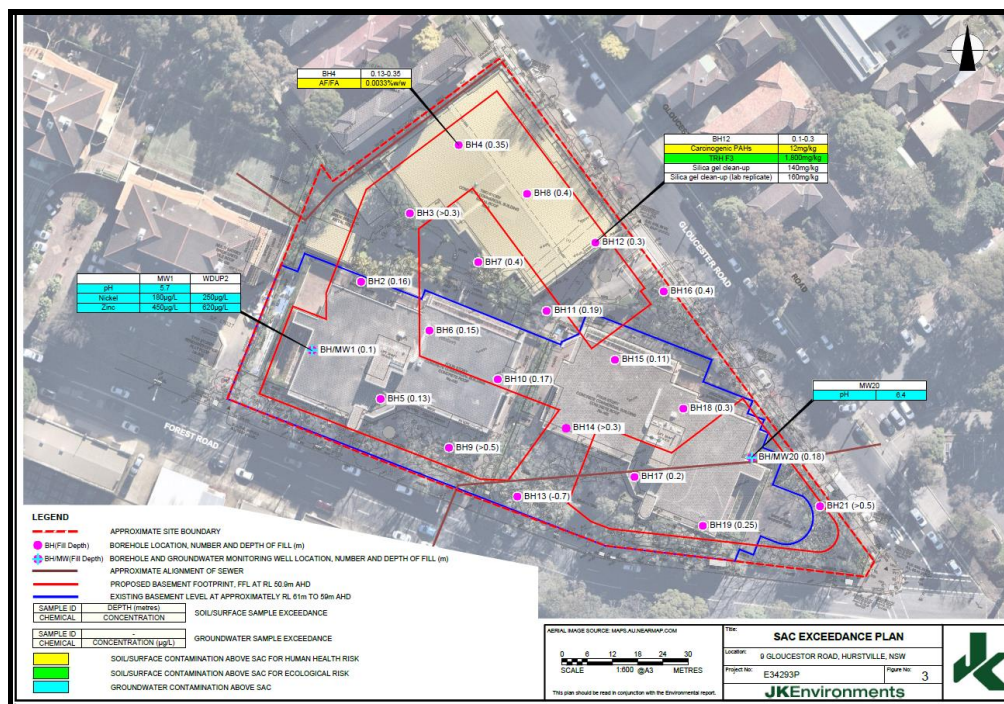 BH4 0.13-0.35
AF/FA 0.0033%w/w
BH12 0.1-0.3
Carcinogenic PAHs 12mg/kg
TRH F3 1,800mg/kg
Silica gel clean-up 140mg/kg
Silica gel clean-up (lab replicate) 160mg/kg
GLOUCESTER ROAD
GLOUCESTER ROAD
BH4 (0.35)
BH8 (0.4)
BH3 (>0.3)
BH12 (0.3)
BH7 (0.4)
MW1 WDUP2
pH 5.7
Nickel 180µg/L 250µg/L
Zinc 450µg/L 620µg/L
BH2 (0.16)
BH16 (0.4)
BH11 (0.19)
BH6 (0.15)
BH/MW1 (0.1)
BH15 (0.11)
BH10 (0.17)
MW20
pH 6.4
BH5 (0.13)
BH18 (0.3)
BH14 (>0.3)
FOREST ROAD
BH9 (>0.5)
BH/MW20 (0.18)
BH17 (0.2)
BH13 (-0.7)
BH21 (>0.5)
BH19 (0.25)
LEGEND
APPROXIMATE SITE BOUNDARY
BH(Fill Depth) BOREHOLE LOCATION, NUMBER AND DEPTH OF FILL (m)
BH/MW(Fill Depth) BOREHOLE AND GROUNDWATER MONITORING WELL LOCATION, NUMBER AND DEPTH OF FILL (m)
APPROXIMATE ALIGNMENT OF SEWER
PROPOSED BASEMENT FOOTPRINT, FFL AT RL 50.9m AHD
EXISTING BASEMENT LEVEL AT APPROXIMATELY RL 61m TO 59m AHD
SAMPLE ID DEPTH (metres)
CHEMICAL CONCENTRATION
SOIL/SURFACE SAMPLE EXCEEDANCE
SAMPLE ID -
CHEMICAL CONCENTRATION (µg/L)
GROUNDWATER SAMPLE EXCEEDANCE
SOIL/SURFACE CONTAMINATION ABOVE SAC FOR HUMAN HEALTH RISK
SOIL/SURFACE CONTAMINATION ABOVE SAC FOR ECOLOGICAL RISK
GROUNDWATER CONTAMINATION ABOVE SAC
AERIAL IMAGE SOURCE: MAPS.AU.NEARMAP.COM
0 6 12 18 24 30
SCALE 1:600 @A3 METRES
This plan should be read in conjunction with the Environmental report.
Title: SAC EXCEEDANCE PLAN
Location: 9 GLOUCESTOR ROAD, HURSTVILLE, NSW
Project No: E34293P Figure No: 3
JKEnvironments